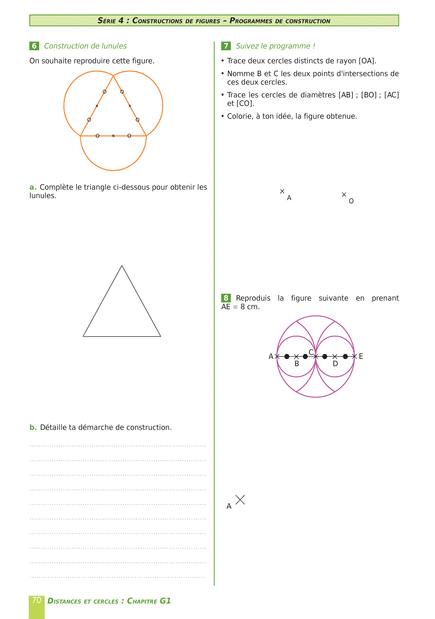 SÉRIE 4 : CONSTRUCTIONS DE FIGURES – PROGRAMMES DE CONSTRUCTION
6 Construction de lunules
On souhaite reproduire cette figure.
a. Complète le triangle ci-dessous pour obtenir les
lunules.
b. Détaille ta démarche de construction.
7 Suivez le programme !
• Trace deux cercles distincts de rayon [OA].
• Nomme B et C les deux points d'intersections de
ces deux cercles.
• Trace les cercles de diamètres [AB] ; [BO] ; [AC]
et [CO].
• Colorie, à ton idée, la figure obtenue.
A
O
8 Reproduis la figure suivante en prenant
AE = 8 cm.
A
B
C
D
E
A
70 DISTANCES ET CERCLES : CHAPITRE G1